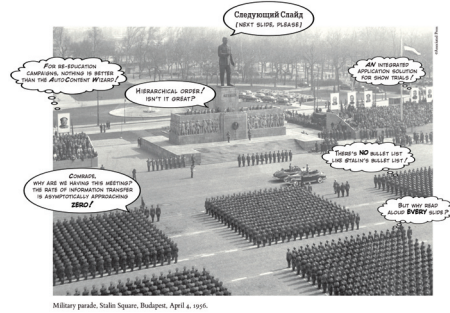 Следующий Слайд
(NEXT SLIDE, PLEASE)
FOR RE-EDUCATION
CAMPAIGNS, NOTHING IS BETTER
THAN THE AUTOCONTENT WIZARD!
HIERARCHICAL ORDER!
ISN'T IT GREAT?
AN INTEGRATED
APPLICATION SOLUTION
FOR SHOW TRIALS!
THERE'S NO BULLET LIST
LIKE STALIN'S BULLET LIST!
COMRADE,
WHY ARE WE HAVING THIS MEETING?
THE RATE OF INFORMATION TRANSFER
IS ASYMPTOTICALLY APPROACHING
ZERO!
BUT WHY READ
ALOUD EVERY SLIDE?
Military parade, Stalin Square, Budapest, April 4, 1956.